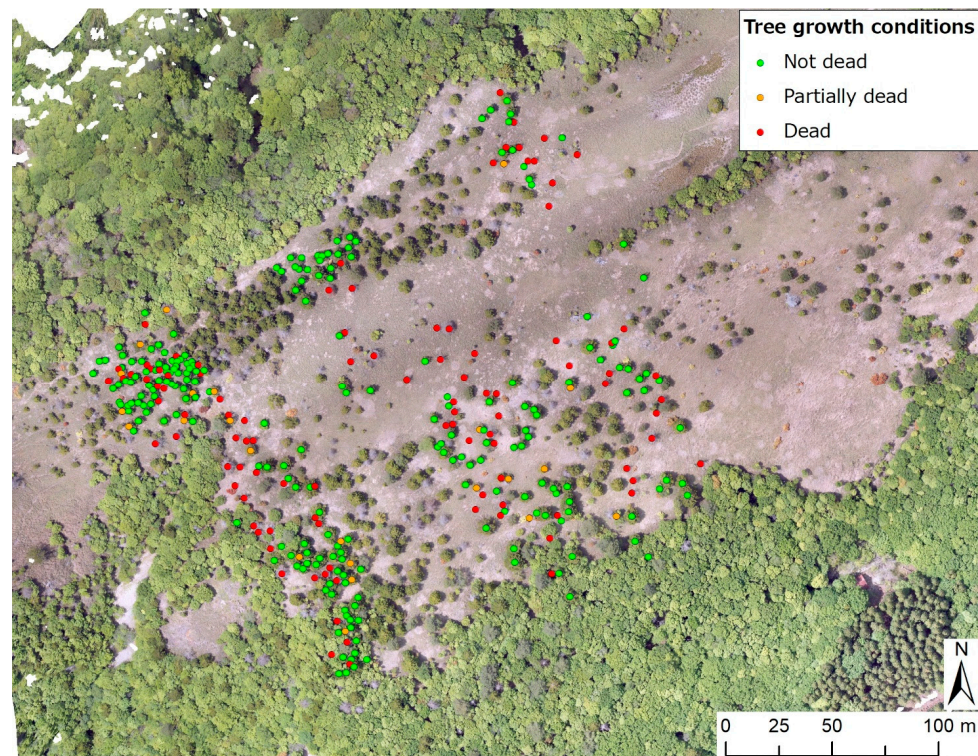 Tree growth conditions
Not dead
Partially dead
Dead
N
0 25 50 100 m